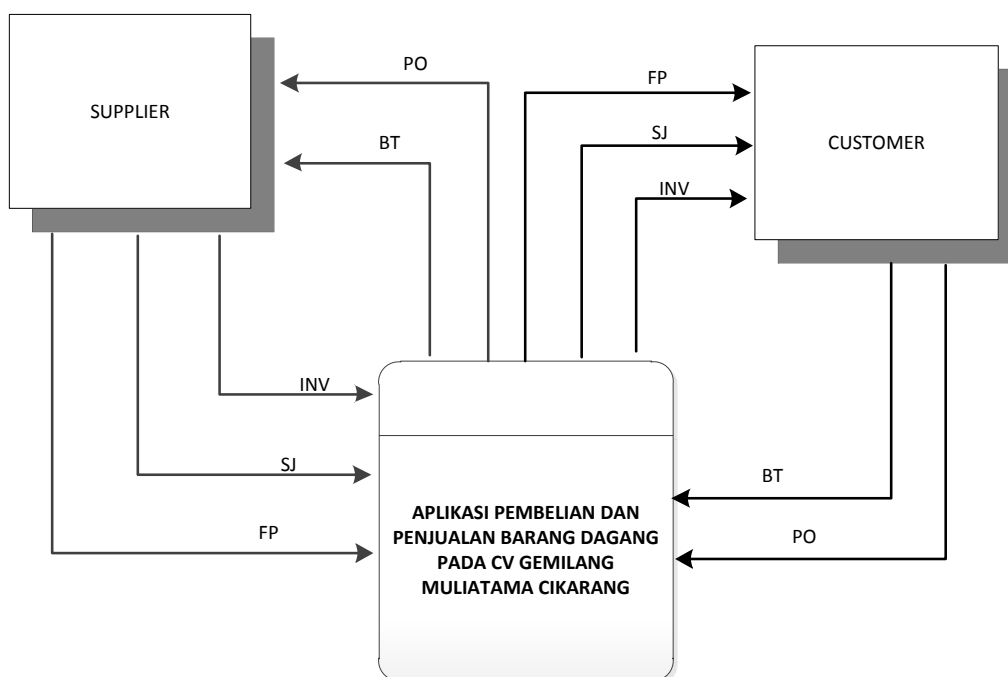 SUPPLIER
PO
BT
FP
SJ
INV
CUSTOMER
INV
SJ
FP
BT
PO
APLIKASI PEMBELIAN DAN
PENJUALAN BARANG DAGANG
PADA CV GEMILANG
MULIATAMA CIKARANG